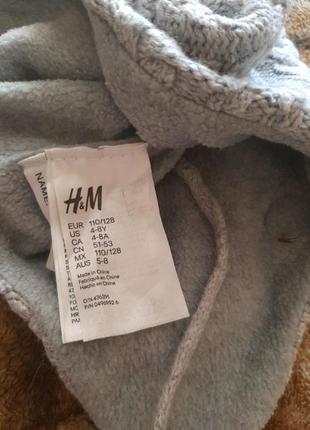 NAME:
H&M
EUR 110/128
US 4-8Y
CA 4-8A
CN 51-53
MX 110/128
AUS 5-8
Made in China
Fabriqué en Chine
Hecho en China